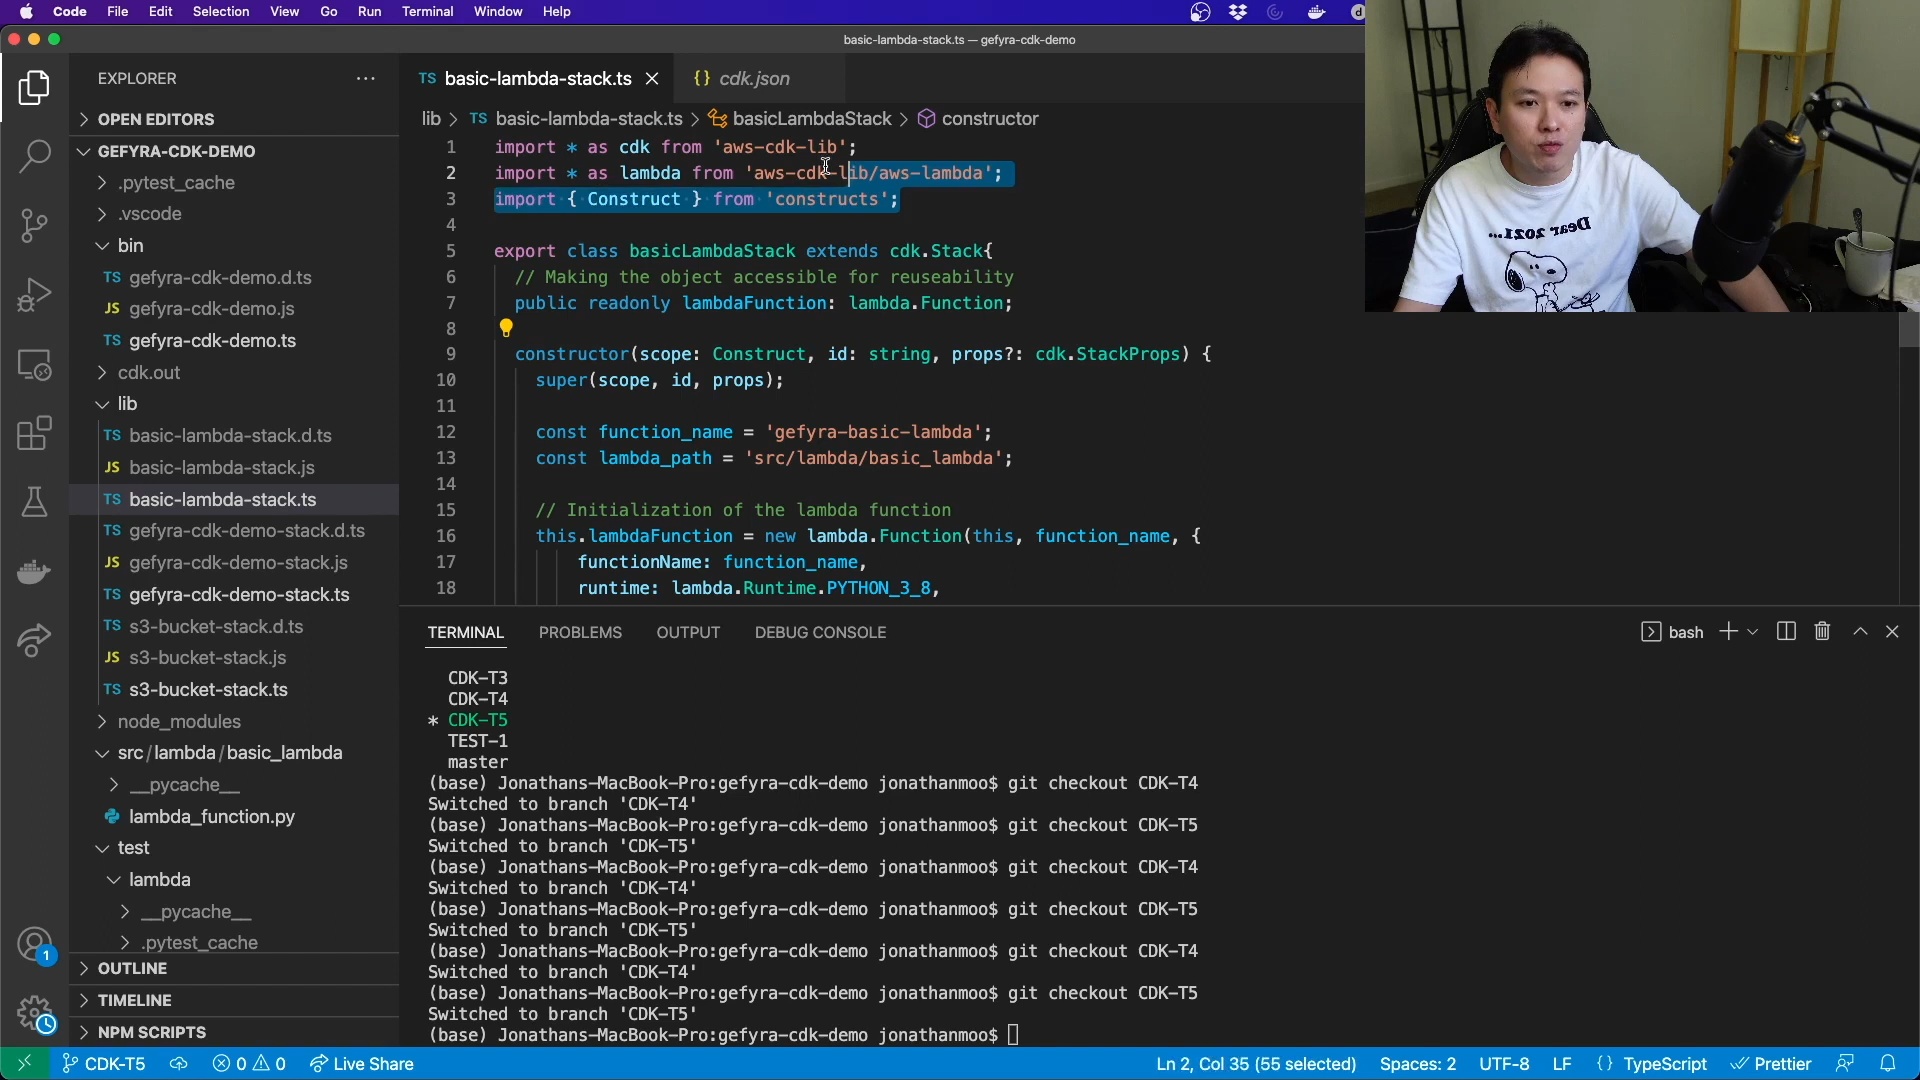 Code File Edit Selection View Go Run Terminal Window Help
basic-lambda-stack.ts — gefyra-cdk-demo
EXPLORER
OPEN EDITORS
GEFYRA-CDK-DEMO
.pytest_cache
.vscode
bin
TS gefyra-cdk-demo.d.ts
JS gefyra-cdk-demo.js
TS gefyra-cdk-demo.ts
cdk.out
lib
TS basic-lambda-stack.d.ts
JS basic-lambda-stack.js
TS basic-lambda-stack.ts
TS gefyra-cdk-demo-stack.d.ts
JS gefyra-cdk-demo-stack.js
TS gefyra-cdk-demo-stack.ts
TS s3-bucket-stack.d.ts
JS s3-bucket-stack.js
TS s3-bucket-stack.ts
node_modules
src/lambda/basic_lambda
__pycache__
lambda_function.py
test
lambda
__pycache__
.pytest_cache
OUTLINE
TIMELINE
NPM SCRIPTS
1
TS basic-lambda-stack.ts {} cdk.json
lib > TS basic-lambda-stack.ts > basicLambdaStack > constructor
1 import * as cdk from 'aws-cdk-lib';
2 import * as lambda from 'aws-cdk-lib/aws-lambda';
3 import { Construct } from 'constructs';
4
5 export class basicLambdaStack extends cdk.Stack{
6 // Making the object accessible for reuseability
7 public readonly lambdaFunction: lambda.Function;
8
9 constructor(scope: Construct, id: string, props?: cdk.StackProps) {
10 super(scope, id, props);
11
12 const function_name = 'gefyra-basic-lambda';
13 const lambda_path = 'src/lambda/basic_lambda';
14
15 // Initialization of the lambda function
16 this.lambdaFunction = new lambda.Function(this, function_name, {
17 functionName: function_name,
18 runtime: lambda.Runtime.PYTHON_3_8,
Dear 2021...
TERMINAL PROBLEMS OUTPUT DEBUG CONSOLE bash
CDK-T3
CDK-T4
* CDK-T5
TEST-1
master
(base) Jonathans-MacBook-Pro:gefyra-cdk-demo jonathanmoo$ git checkout CDK-T4
Switched to branch 'CDK-T4'
(base) Jonathans-MacBook-Pro:gefyra-cdk-demo jonathanmoo$ git checkout CDK-T5
Switched to branch 'CDK-T5'
(base) Jonathans-MacBook-Pro:gefyra-cdk-demo jonathanmoo$ git checkout CDK-T4
Switched to branch 'CDK-T4'
(base) Jonathans-MacBook-Pro:gefyra-cdk-demo jonathanmoo$ git checkout CDK-T5
Switched to branch 'CDK-T5'
(base) Jonathans-MacBook-Pro:gefyra-cdk-demo jonathanmoo$ git checkout CDK-T4
Switched to branch 'CDK-T4'
(base) Jonathans-MacBook-Pro:gefyra-cdk-demo jonathanmoo$ git checkout CDK-T5
Switched to branch 'CDK-T5'
(base) Jonathans-MacBook-Pro:gefyra-cdk-demo jonathanmoo$
CDK-T5 0 0 Live Share Ln 2, Col 35 (55 selected) Spaces: 2 UTF-8 LF {} TypeScript Prettier